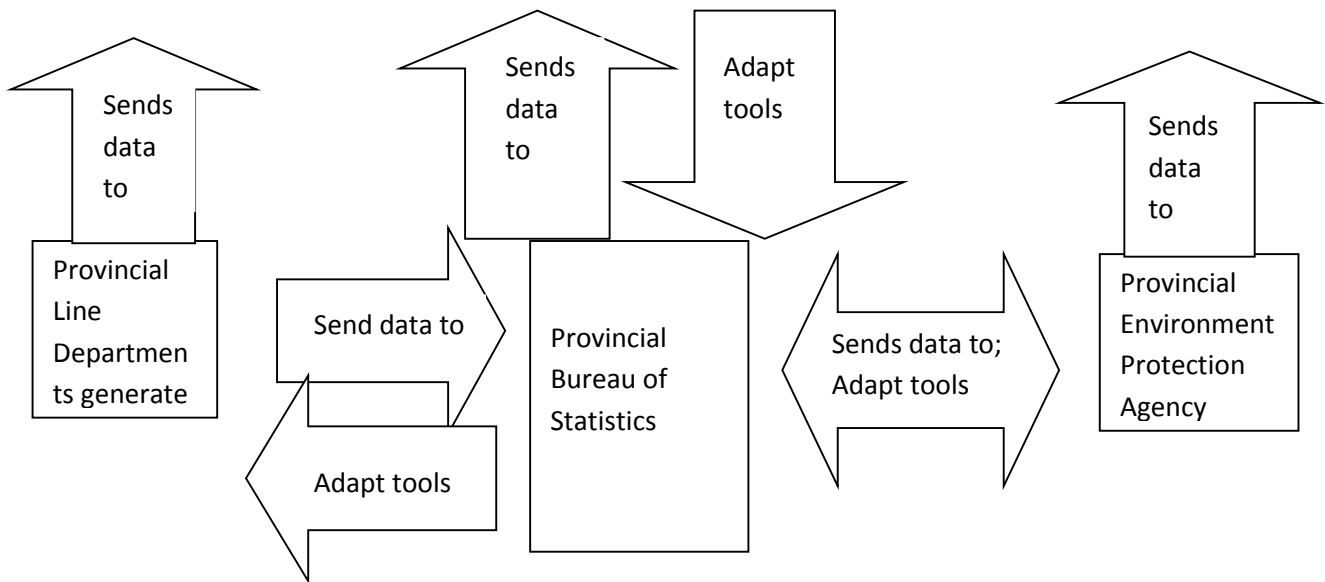 Sends
data
to
Sends
data
to
Adapt
tools
Sends
data
to
Provincial
Line
Departmen
ts generate
Send data to
Adapt tools
Provincial
Bureau of
Statistics
Sends data to;
Adapt tools
Provincial
Environment
Protection
Agency